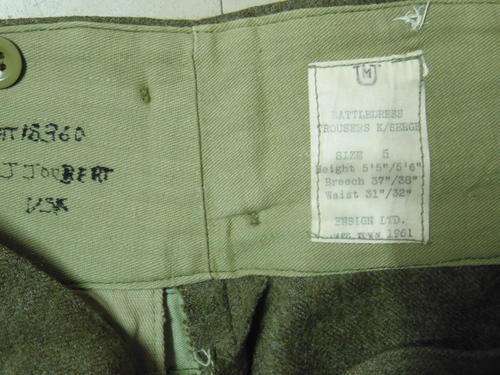 18960
J JOUBERT
M
BATTLEDRESS
TROUSERS K/SERGE
SIZE 5
Height 5'5"/5'6"
Breech 37"/38"
Waist 31"/32"
ENSIGN LTD.
1961